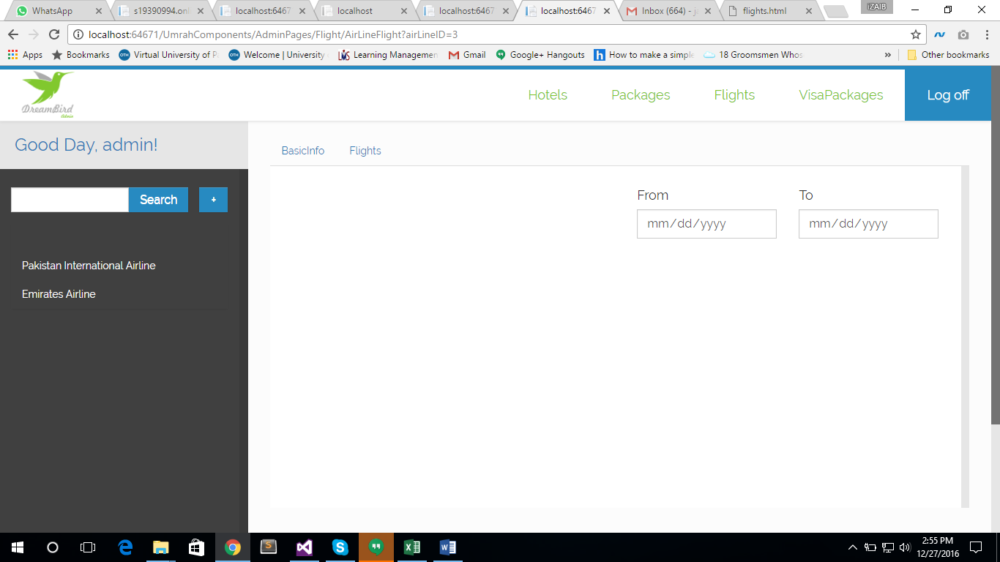 WhatsApp
s19390994.onl
localhost:6467
localhost
localhost:6467
localhost:6467
Inbox (664) - j
flights.html
iZAIB
localhost:64671/UmrahComponents/AdminPages/Flight/AirLineFlight?airLineID=3
Apps
Bookmarks
Virtual University of P
Welcome | University
Learning Managemen
Gmail
Google+ Hangouts
How to make a simple
18 Groomsmen Whos
»
Other bookmarks
DreamBird
Admin
Hotels
Packages
Flights
VisaPackages
Log off
Good Day, admin!
BasicInfo
Flights
Search
+
From
To
mm/dd/yyyy
mm/dd/yyyy
Pakistan International Airline
Emirates Airline
2:55 PM
12/27/2016